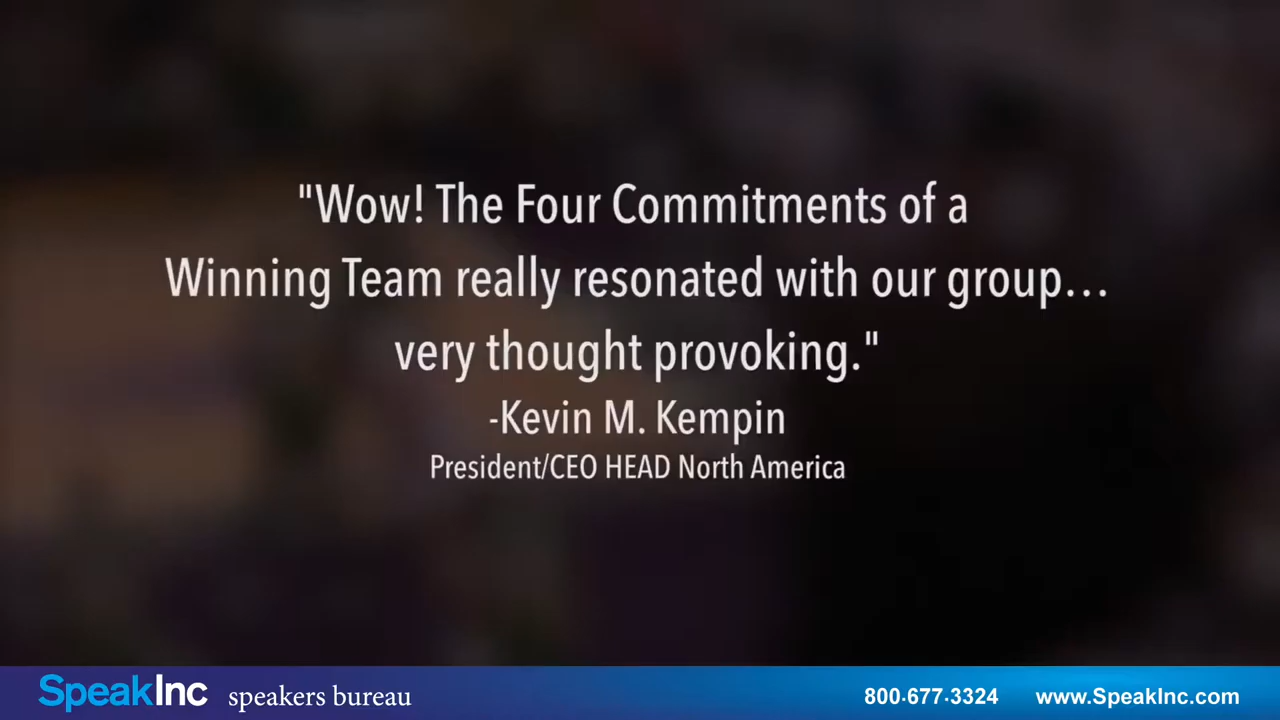 "Wow! The Four Commitments of a
Winning Team really resonated with our group…
very thought provoking."
-Kevin M. Kempin
President/CEO HEAD North America
SpeakInc speakers bureau 800·677·3324 www.SpeakInc.com